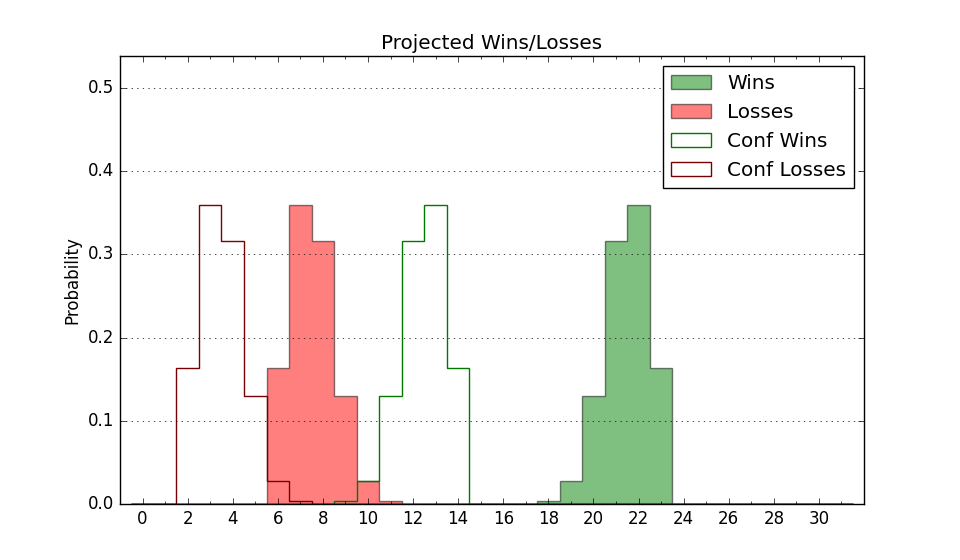 Projected Wins/Losses
Wins
Losses
Conf Wins
Conf Losses
Probability
0.5
0.4
0.3
0.2
0.1
0.0
0 2 4 6 8 10 12 14 16 18 20 22 24 26 28 30